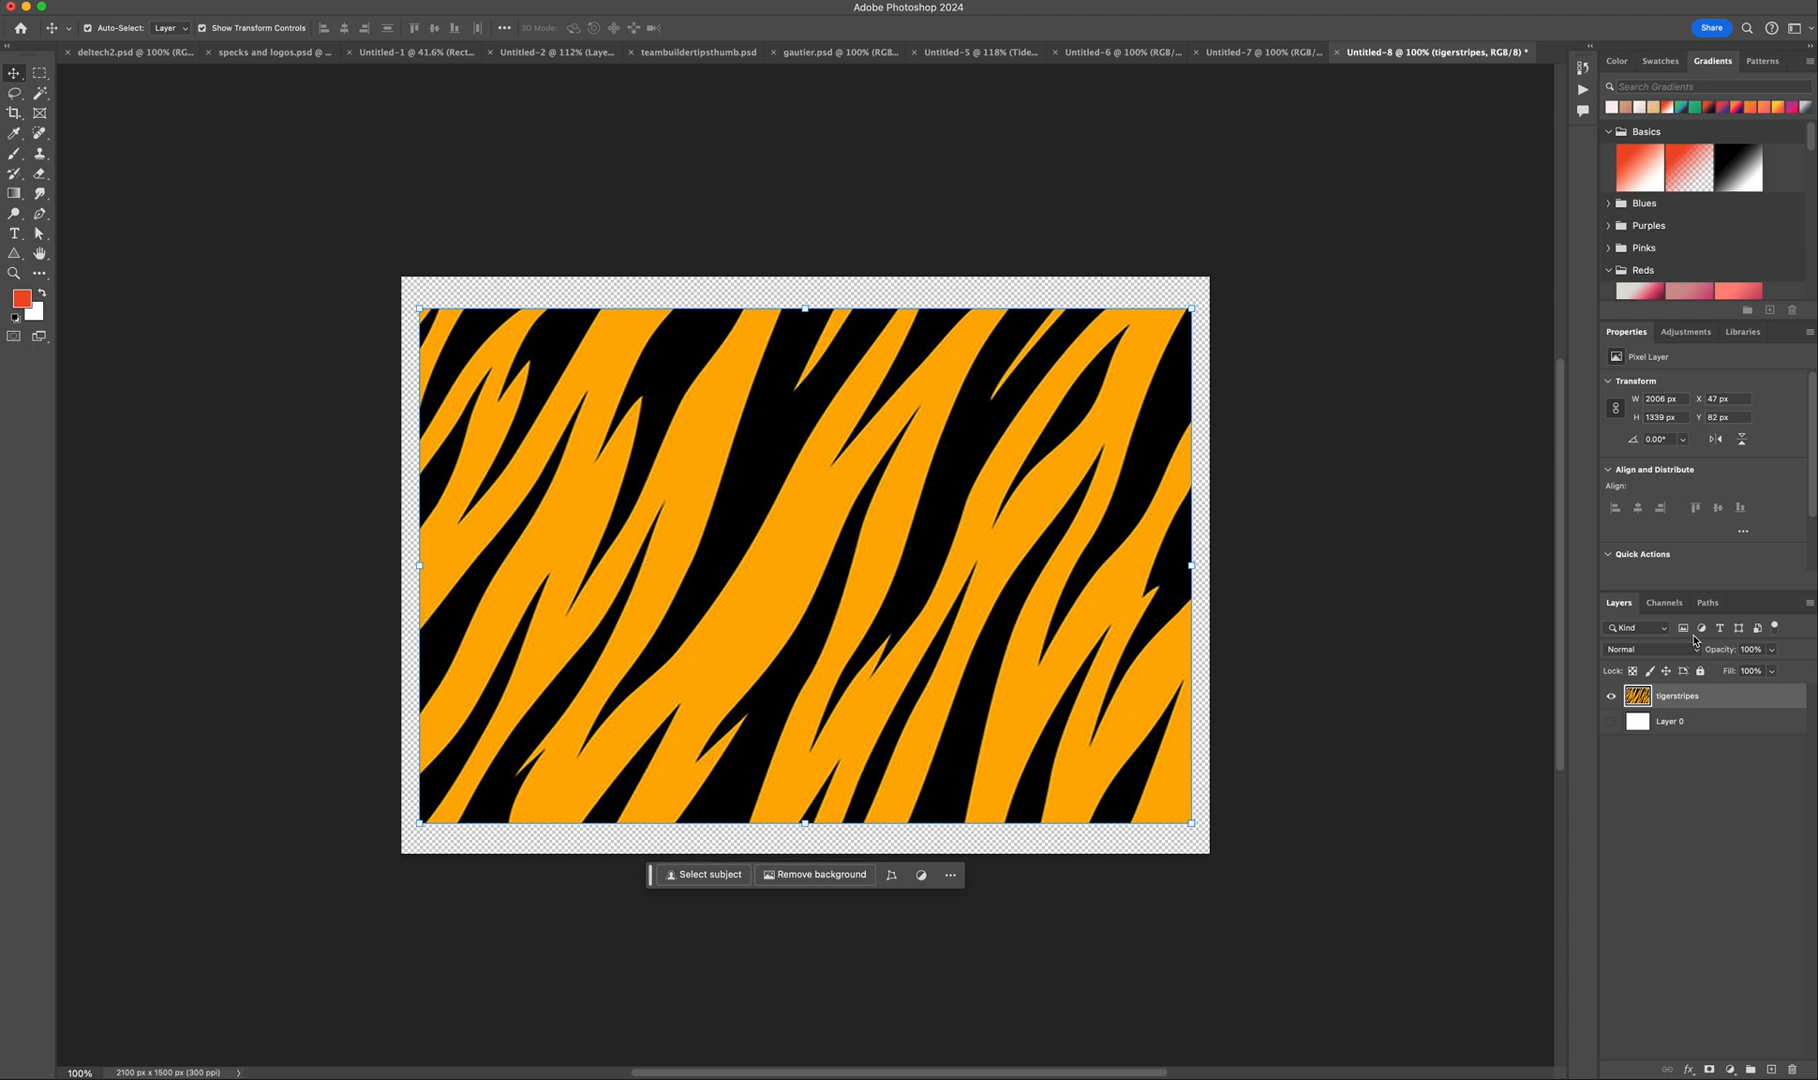 Adobe Photoshop 2024
Auto-Select: Layer Show Transform Controls 3D Mode: Share
deltech2.psd @ 100% (RG... specks and logos.psd @ ... Untitled-1 @ 41.6% (Rect... Untitled-2 @ 112% (Laye... teambuildertipsthumb.psd gautier.psd @ 100% (RGB... Untitled-5 @ 118% (Tide... Untitled-6 @ 100% (RGB/... Untitled-7 @ 100% (RGB/... Untitled-8 @ 100% (tigerstripes, RGB/8) *
Color Swatches Gradients Patterns
Search Gradients
Basics
Blues
Purples
Pinks
Reds
Properties Adjustments Libraries
Pixel Layer
Transform
W 2006 px X 47 px
H 1339 px Y 82 px
0.00°
Align and Distribute
Align:
Quick Actions
Layers Channels Paths
Kind
Normal Opacity: 100%
Lock: Fill: 100%
tigerstripes
Layer 0
Select subject Remove background
100% 2100 px x 1500 px (300 ppi)